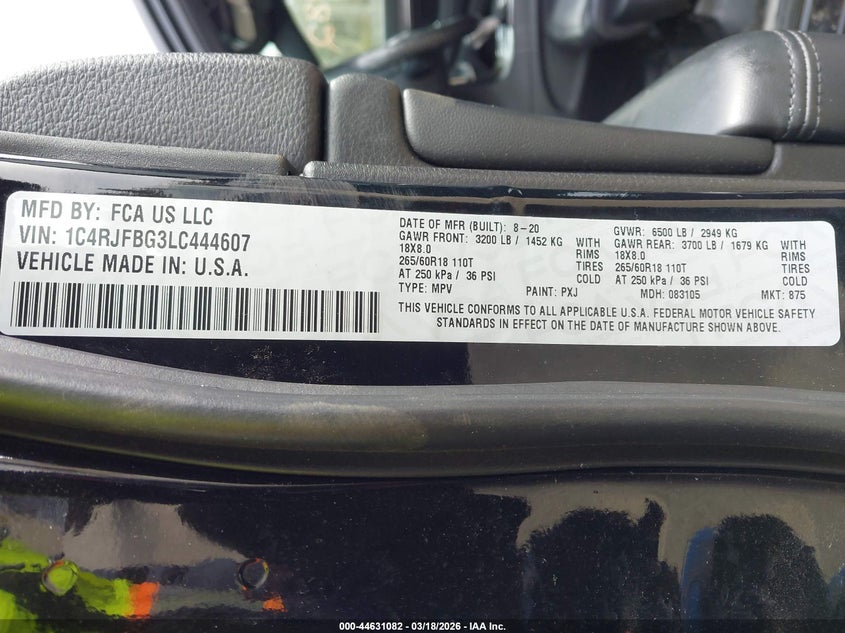 MFD BY: FCA US LLC
VIN: 1C4RJFBG3LC444607
VEHICLE MADE IN: U.S.A.
DATE OF MFR (BUILT): 8-20 GVWR: 6500 LB / 2949 KG
GAWR FRONT: 3200 LB / 1452 KG WITH GAWR REAR: 3700 LB / 1679 KG WITH
18X8.0 RIMS 18X8.0 RIMS
265/60R18 110T TIRES 265/60R18 110T TIRES
AT 250 kPa / 36 PSI COLD AT 250 kPa / 36 PSI COLD
TYPE: MPV PAINT: PXJ MDH: 083105 MKT: 875
THIS VEHICLE CONFORMS TO ALL APPLICABLE U.S.A. FEDERAL MOTOR VEHICLE SAFETY
STANDARDS IN EFFECT ON THE DATE OF MANUFACTURE SHOWN ABOVE.
000-44631082 — 03/18/2026 — IAA Inc.